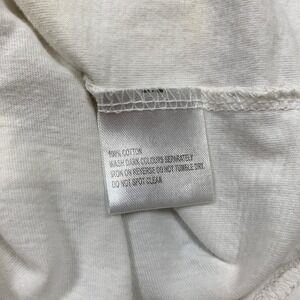 100% COTTON
WASH DARK COLOURS SEPARATELY
IRON ON REVERSE DO NOT TUMBLE DRY
DO NOT SPOT CLEAN